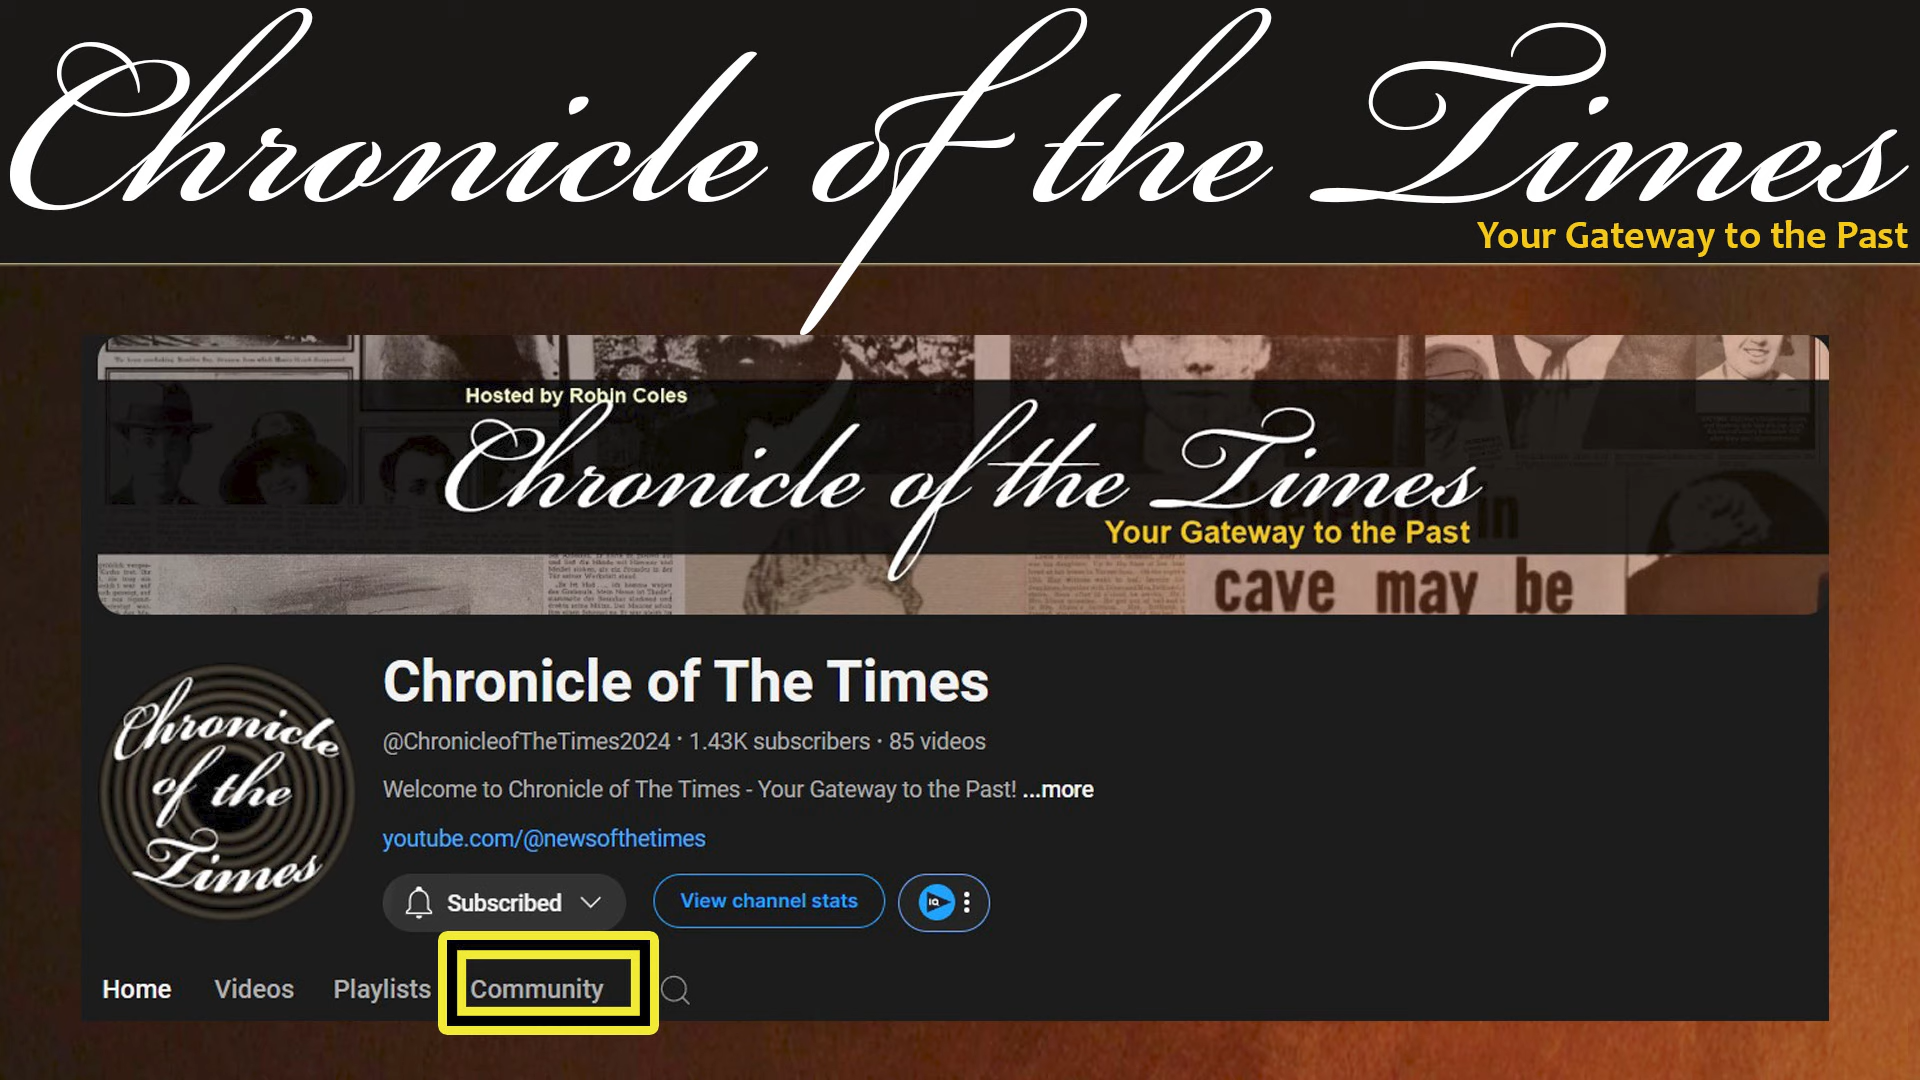 Chronicle of the Times
Your Gateway to the Past
Hosted by Robin Coles
Chronicle of the Times
in
Your Gateway to the Past
cave may be
Chronicle of The Times
@ChronicleofTheTimes2024 · 1.43K subscribers · 85 videos
Welcome to Chronicle of The Times - Your Gateway to the Past! ...more
youtube.com/@newsofthetimes
Chronicle
of the
Times
Subscribed
View channel stats
IQ
Home Videos Playlists Community